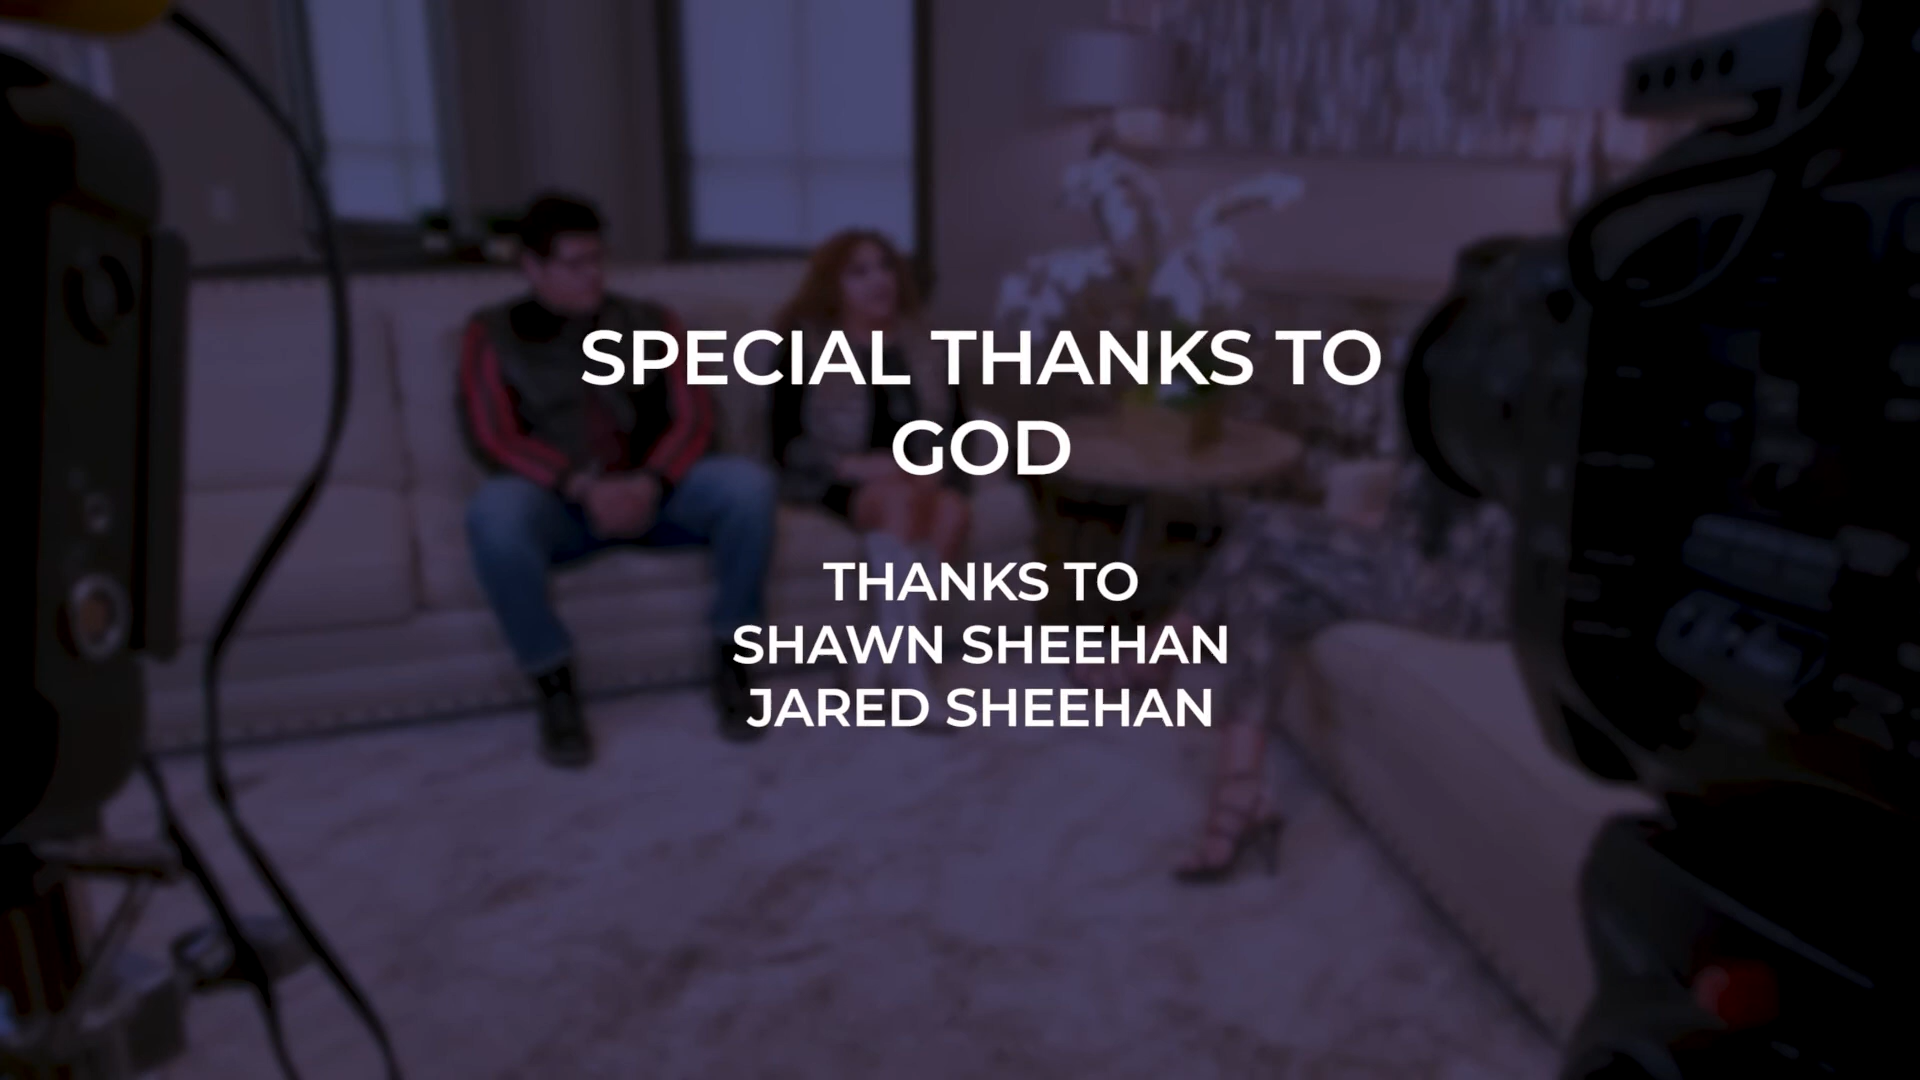 SPECIAL THANKS TO
GOD
THANKS TO
SHAWN SHEEHAN
JARED SHEEHAN